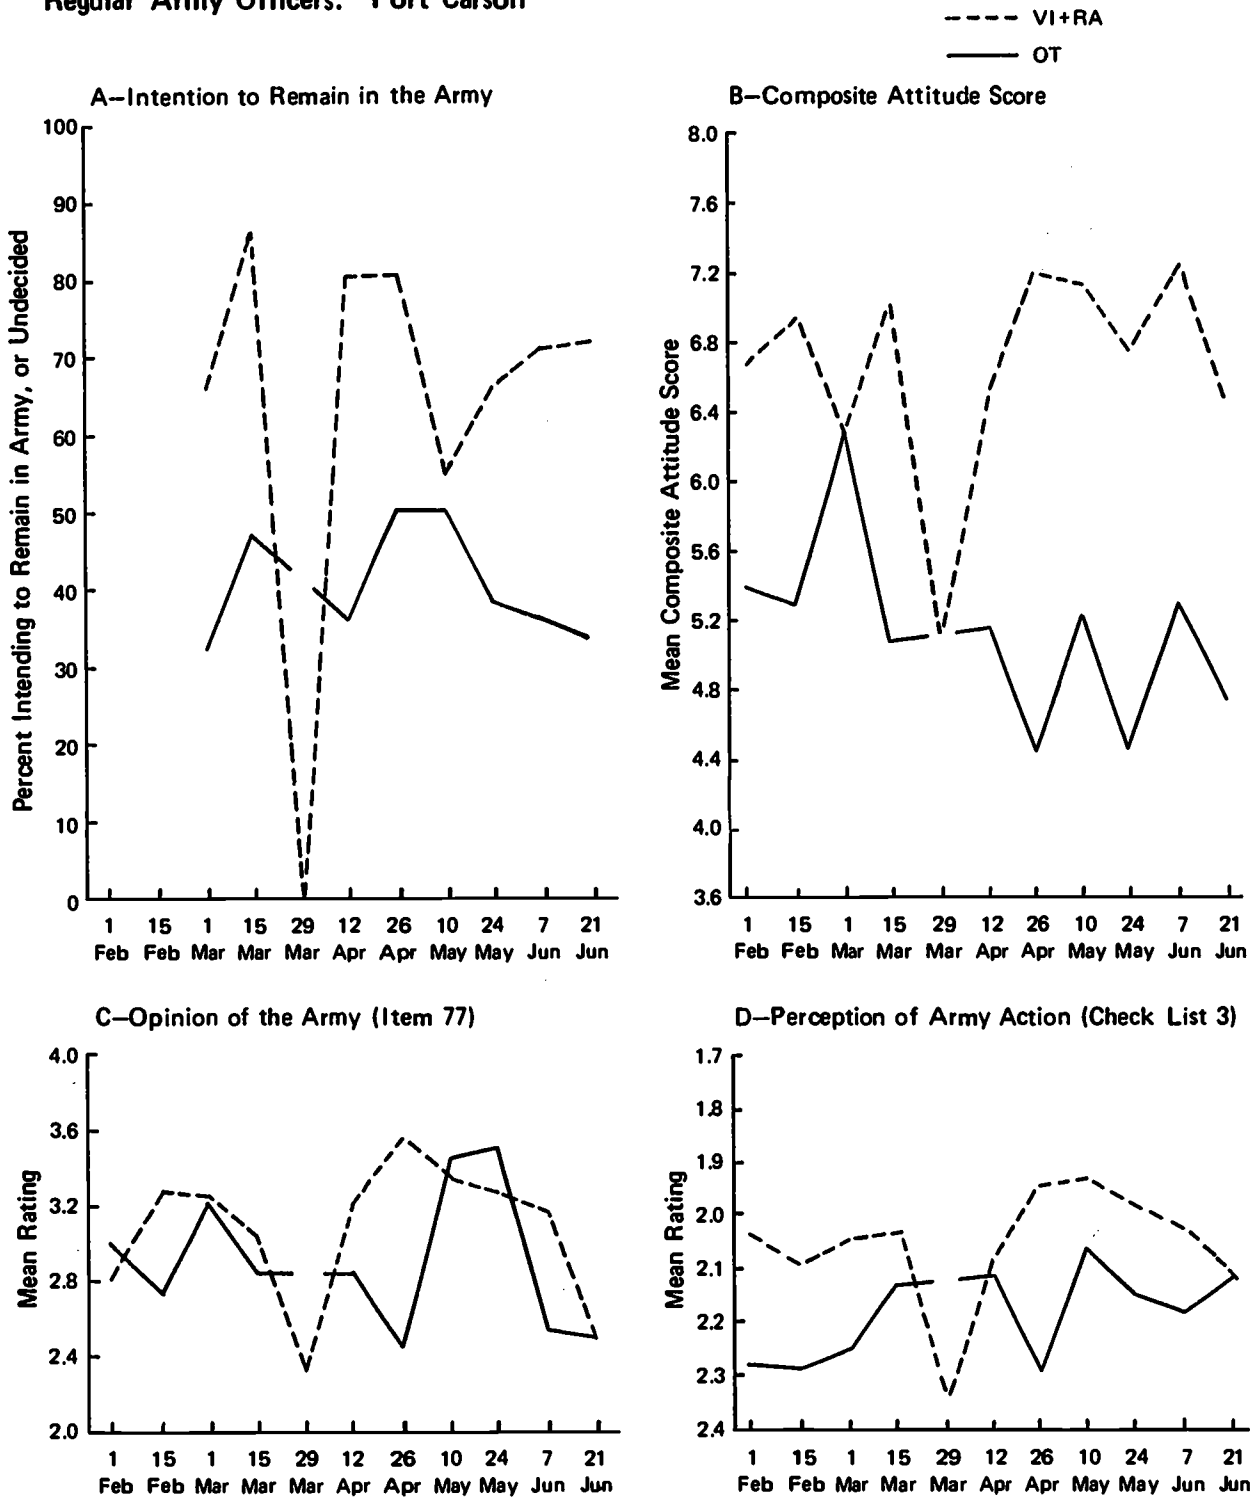 Regular Army Officers: Fort Carson
VI+RA
OT
A–Intention to Remain in the Army
Percent Intending to Remain in Army, or Undecided
100
90
80
70
60
50
40
30
20
10
0
1 15 1 15 29 12 26 10 24 7 21
Feb Feb Mar Mar Mar Apr Apr May May Jun Jun
B–Composite Attitude Score
Mean Composite Attitude Score
8.0
7.6
7.2
6.8
6.4
6.0
5.6
5.2
4.8
4.4
4.0
3.6
1 15 1 15 29 12 26 10 24 7 21
Feb Feb Mar Mar Mar Apr Apr May May Jun Jun
C–Opinion of the Army (Item 77)
Mean Rating
4.0
3.6
3.2
2.8
2.4
2.0
1 15 1 15 29 12 26 10 24 7 21
Feb Feb Mar Mar Mar Apr Apr May May Jun Jun
D–Perception of Army Action (Check List 3)
Mean Rating
1.7
1.8
1.9
2.0
2.1
2.2
2.3
2.4
1 15 1 15 29 12 26 10 24 7 21
Feb Feb Mar Mar Mar Apr Apr May May Jun Jun